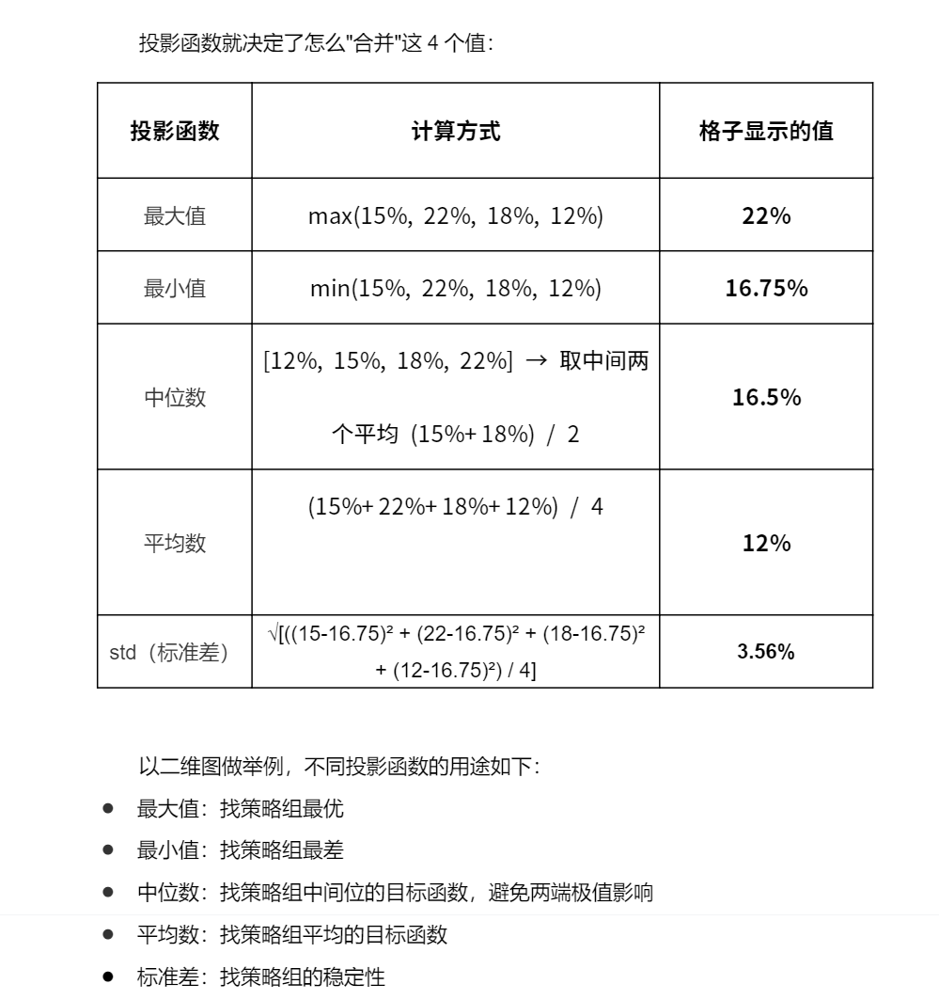 投影函数就决定了怎么"合并"这 4 个值：
投影函数 计算方式 格子显示的值
最大值 max(15%, 22%, 18%, 12%) 22%
最小值 min(15%, 22%, 18%, 12%) 16.75%
[12%, 15%, 18%, 22%] → 取中间两
中位数 16.5%
个平均 (15%+18%) / 2
(15%+22%+18%+12%) / 4
平均数 12%
√[((15-16.75)² + (22-16.75)² + (18-16.75)²
std（标准差） 3.56%
+ (12-16.75)²) / 4]
以二维图做举例，不同投影函数的用途如下：
● 最大值：找策略组最优
● 最小值：找策略组最差
● 中位数：找策略组中间位的目标函数，避免两端极值影响
● 平均数：找策略组平均的目标函数
● 标准差：找策略组的稳定性